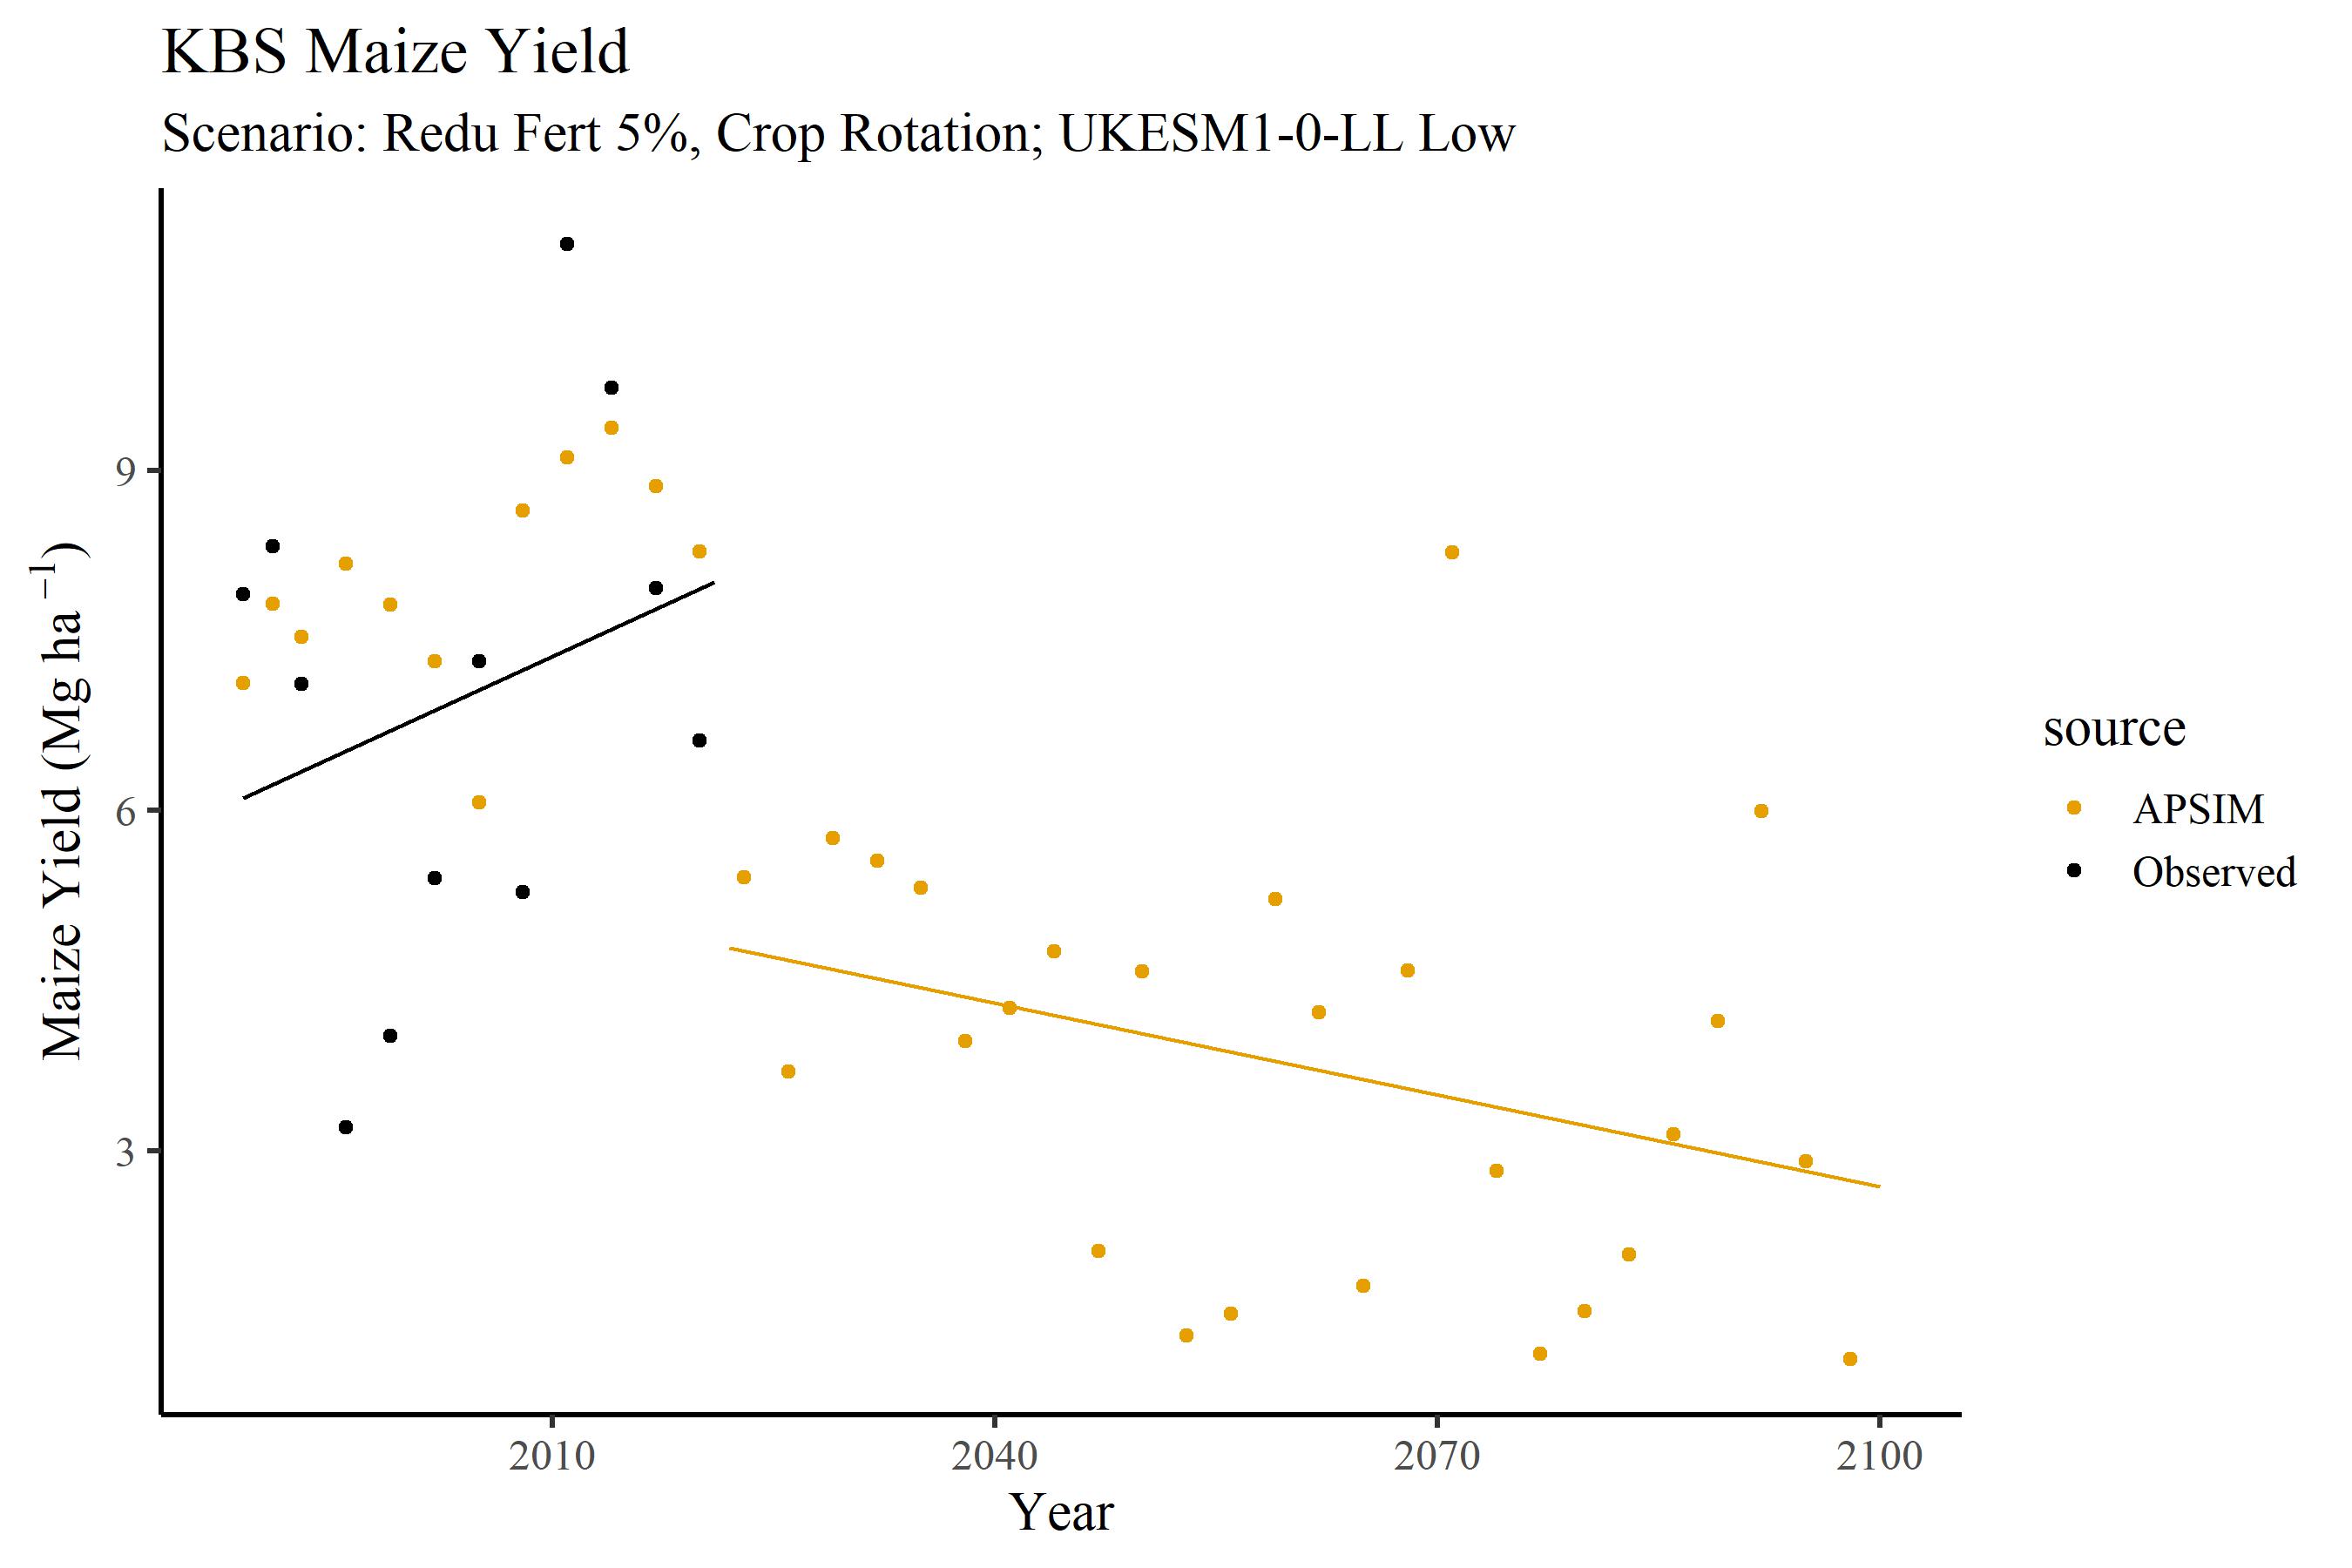 KBS Maize Yield
Scenario: Redu Fert 5%, Crop Rotation; UKESM1-0-LL Low
Maize Yield (Mg ha⁻¹)
9
6
3
2010
2040
2070
2100
Year
source
APSIM
Observed